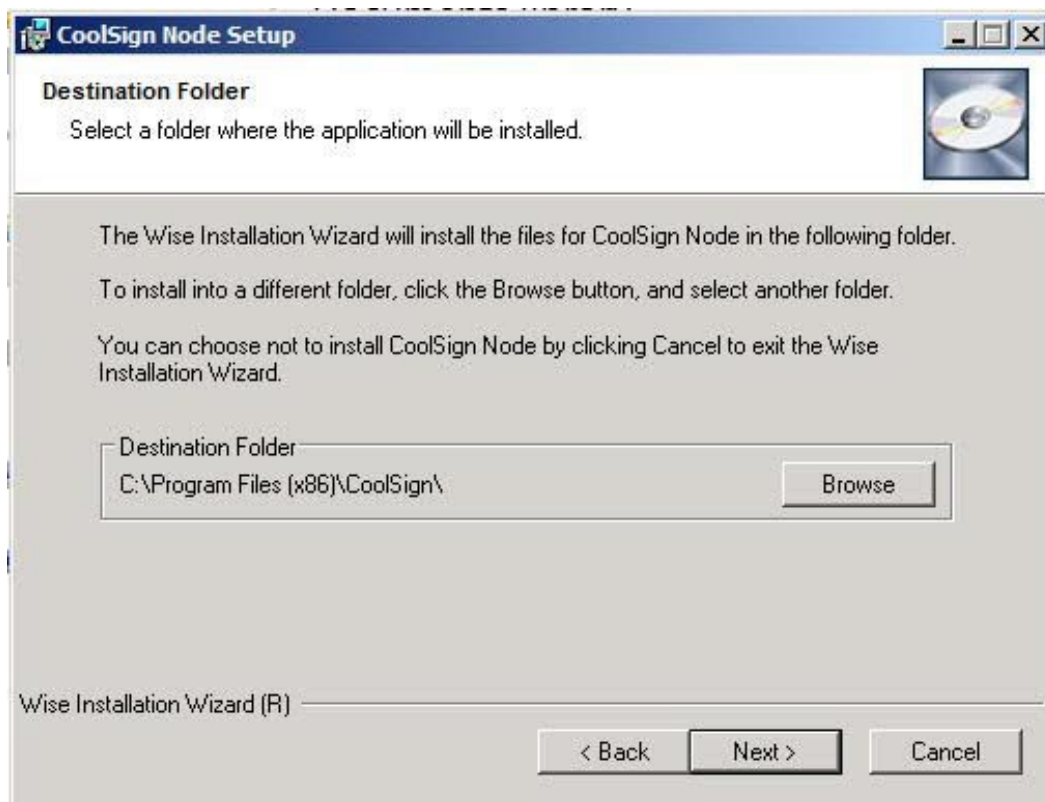 CoolSign Node Setup
Destination Folder
Select a folder where the application will be installed.
The Wise Installation Wizard will install the files for CoolSign Node in the following folder.
To install into a different folder, click the Browse button, and select another folder.
You can choose not to install CoolSign Node by clicking Cancel to exit the Wise
Installation Wizard.
Destination Folder
C:\Program Files (x86)\CoolSign\
Browse
Wise Installation Wizard (R)
< Back
Next >
Cancel